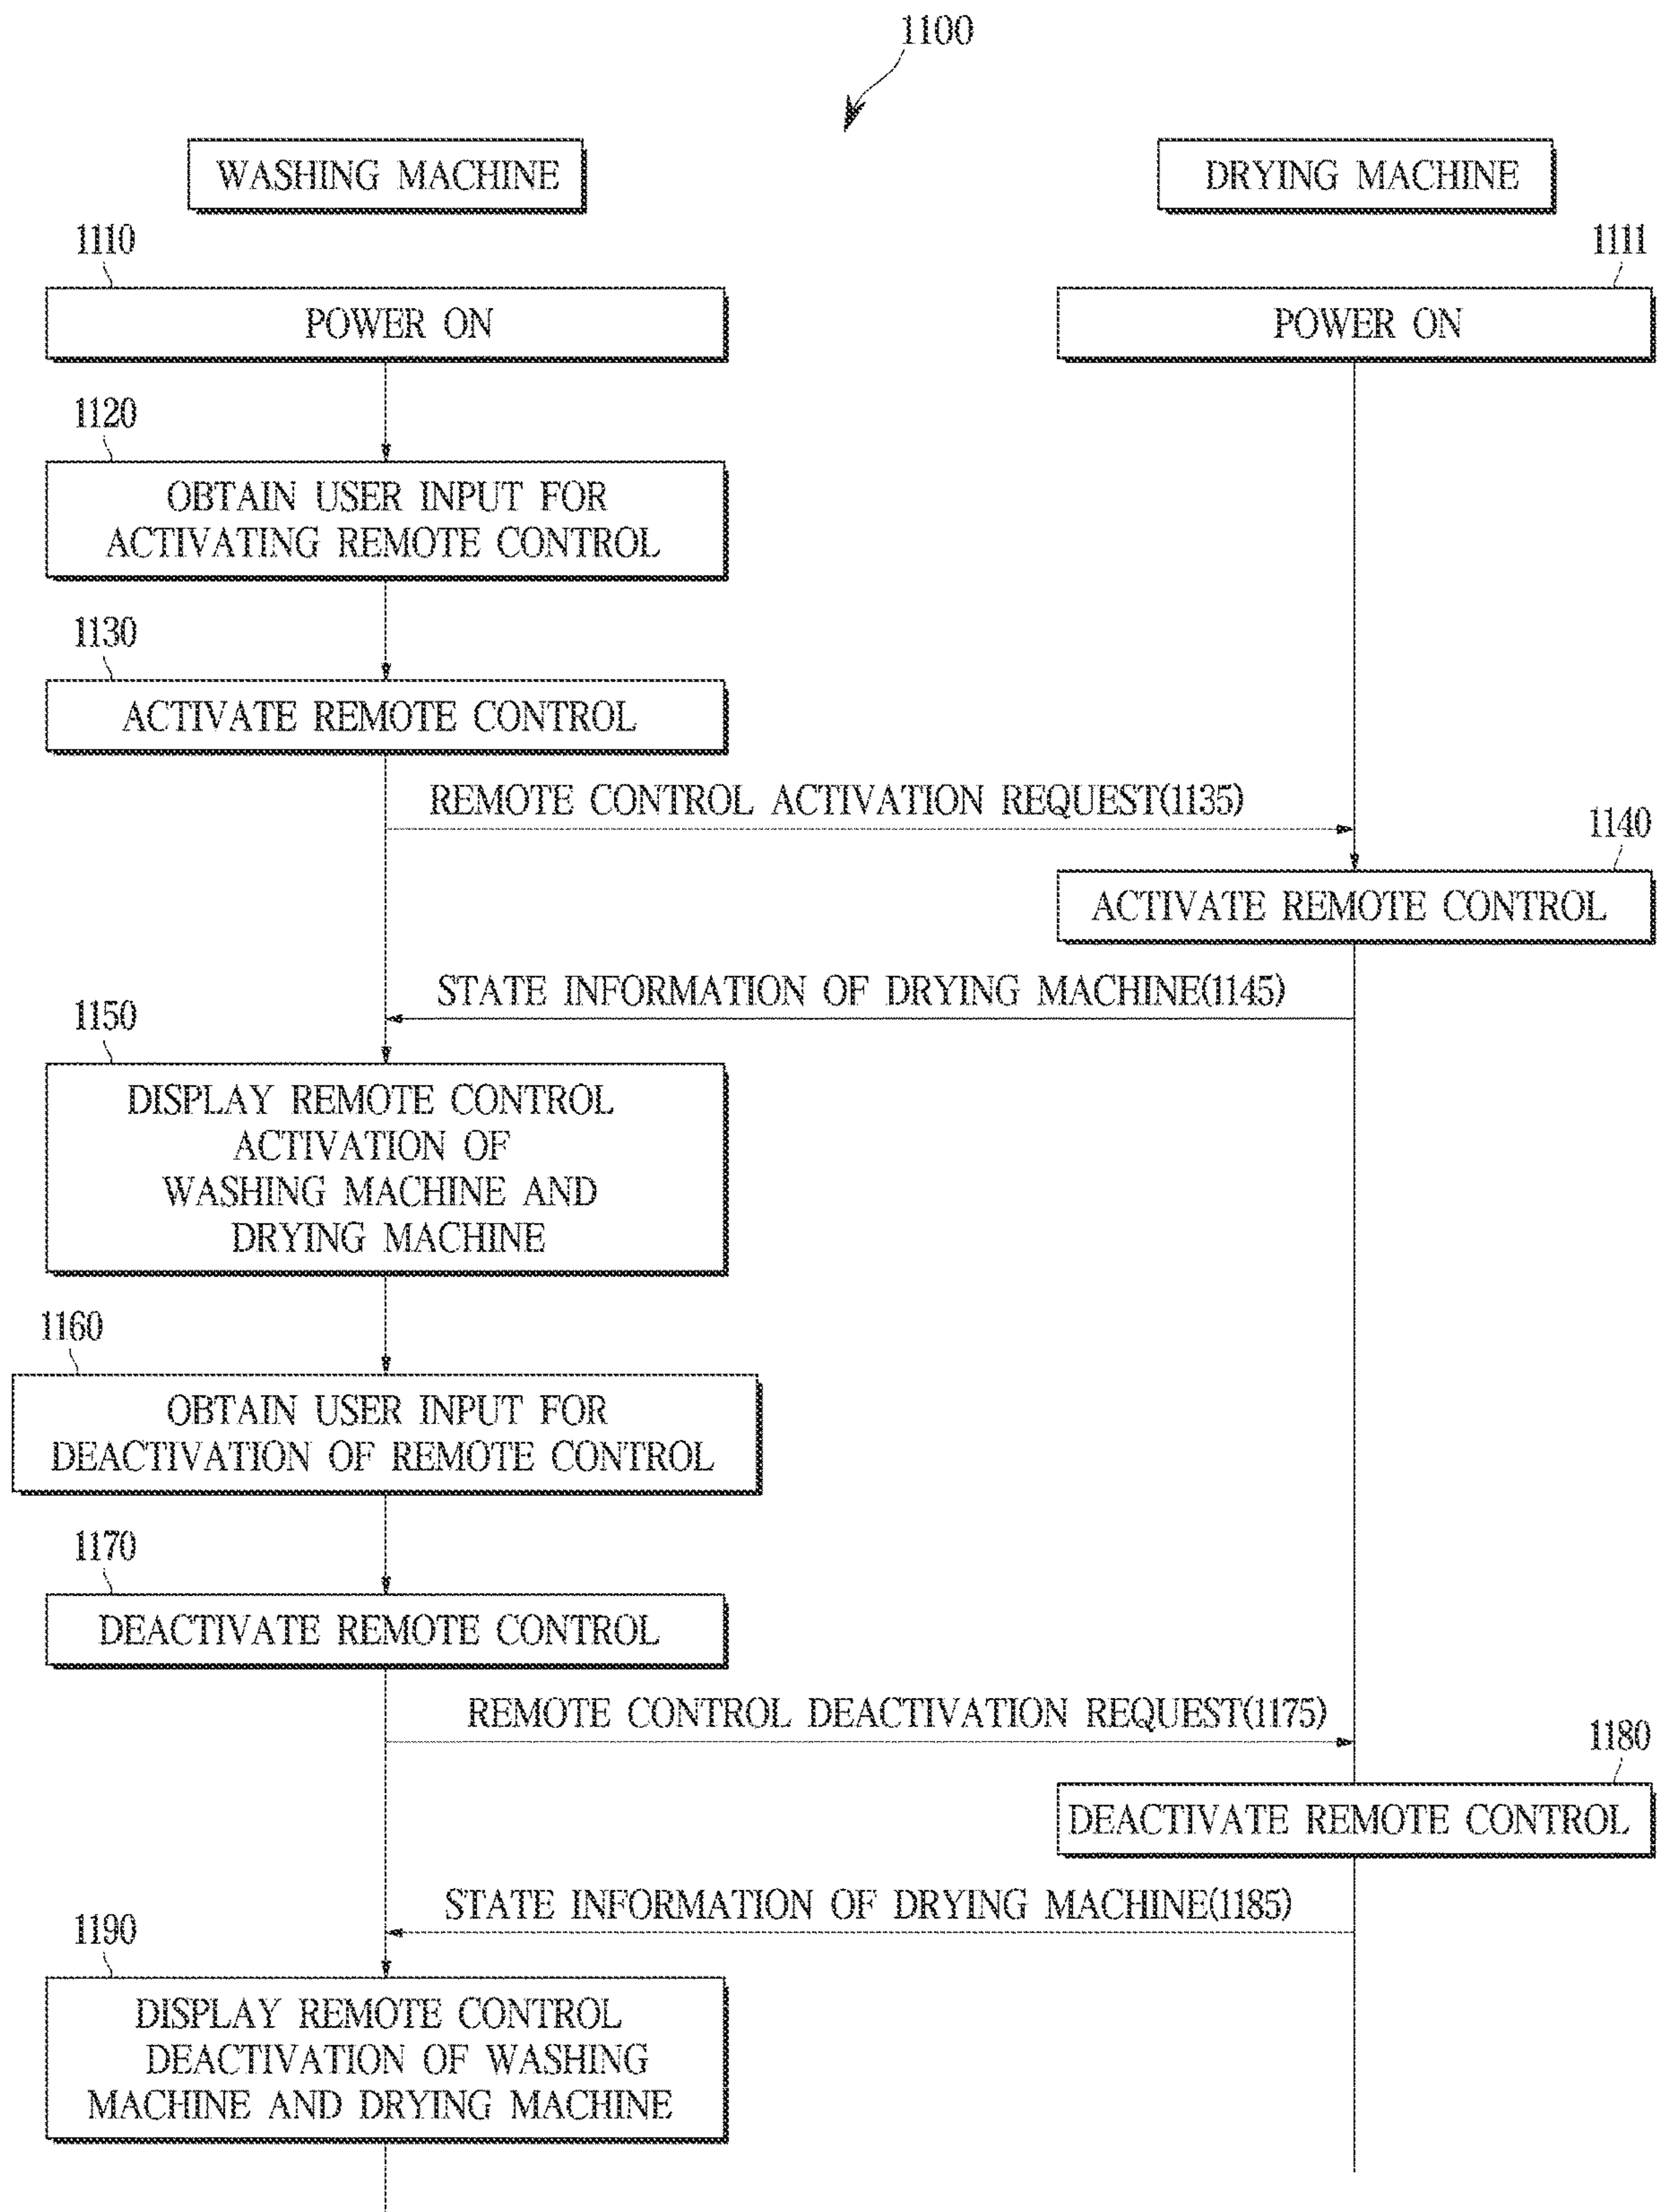 1100
WASHING MACHINE
DRYING MACHINE
1110
1111
POWER ON
POWER ON
1120
OBTAIN USER INPUT FOR
ACTIVATING REMOTE CONTROL
1130
ACTIVATE REMOTE CONTROL
REMOTE CONTROL ACTIVATION REQUEST(1135)
1140
ACTIVATE REMOTE CONTROL
STATE INFORMATION OF DRYING MACHINE(1145)
1150
DISPLAY REMOTE CONTROL
ACTIVATION OF
WASHING MACHINE AND
DRYING MACHINE
1160
OBTAIN USER INPUT FOR
DEACTIVATION OF REMOTE CONTROL
1170
DEACTIVATE REMOTE CONTROL
REMOTE CONTROL DEACTIVATION REQUEST(1175)
1180
DEACTIVATE REMOTE CONTROL
STATE INFORMATION OF DRYING MACHINE(1185)
1190
DISPLAY REMOTE CONTROL
DEACTIVATION OF WASHING
MACHINE AND DRYING MACHINE